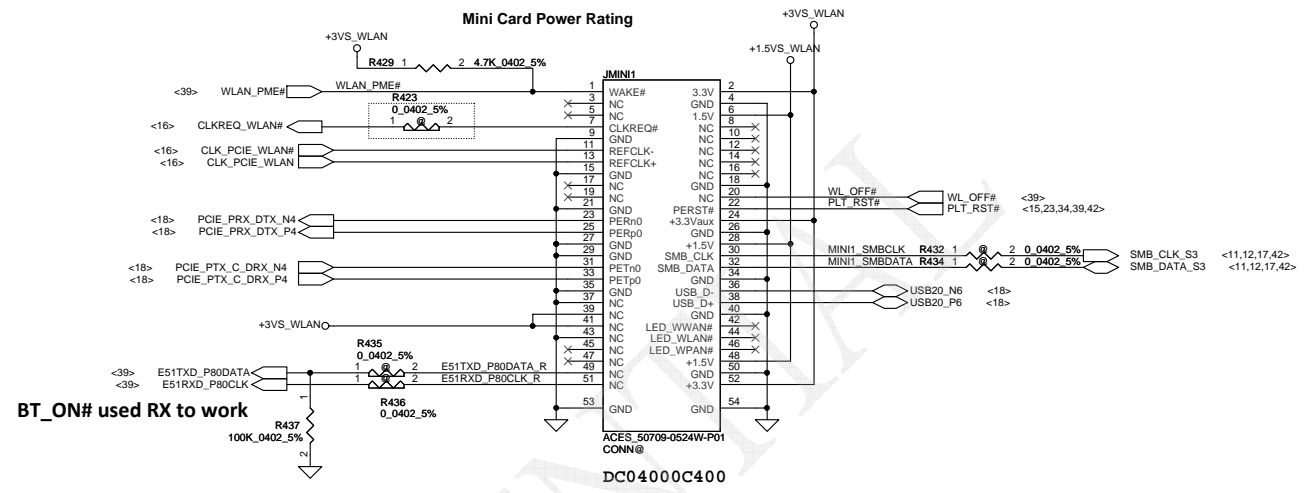 Mini Card Power Rating
+3VS_WLAN
+3VS_WLAN
+1.5VS_WLAN
R429 1 2 4.7K_0402_5%
JMINI1
<39> WLAN_PME# WLAN_PME# 1 WAKE# 3.3V 2
R423
0_0402_5%
1 @ 2
3 NC GND 4
5 NC 1.5V 6
<16> CLKREQ_WLAN# 7 CLKREQ# NC 8
9 GND NC 10
<16> CLK_PCIE_WLAN# 11 REFCLK- NC 12
<16> CLK_PCIE_WLAN 13 REFCLK+ NC 14
15 GND NC 16
17 NC GND 18
19 NC NC 20 WL_OFF# WL_OFF# <39>
21 GND PERST# 22 PLT_RST# PLT_RST# <15,23,34,39,42>
<18> PCIE_PRX_DTX_N4 23 PERn0 +3.3Vaux 24
<18> PCIE_PRX_DTX_P4 25 PERp0 GND 26
27 GND +1.5V 28
29 GND SMB_CLK 30 MINI1_SMBCLK R432 1 @ 2 0_0402_5% SMB_CLK_S3 <11,12,17,42>
<18> PCIE_PTX_C_DRX_N4 31 PETn0 SMB_DATA 32 MINI1_SMBDATA R434 1 @ 2 0_0402_5% SMB_DATA_S3 <11,12,17,42>
<18> PCIE_PTX_C_DRX_P4 33 PETp0 GND 34
35 GND USB_D- 36 USB20_N6 <18>
37 NC USB_D+ 38 USB20_P6 <18>
39 NC GND 40
+3VS_WLAN 41 NC LED_WWAN# 42
43 NC LED_WLAN# 44
45 NC LED_WPAN# 46
47 NC +1.5V 48
R435
0_0402_5%
<39> E51TXD_P80DATA 1 @ 2 E51TXD_P80DATA_R 49 NC GND 50
<39> E51RXD_P80CLK 1 @ 2 E51RXD_P80CLK_R 51 NC +3.3V 52
R436
0_0402_5%
53 GND GND 54
BT_ON# used RX to work
1
R437
100K_0402_5%
2
ACES_50709-0524W-P01
CONN@
DC04000C400